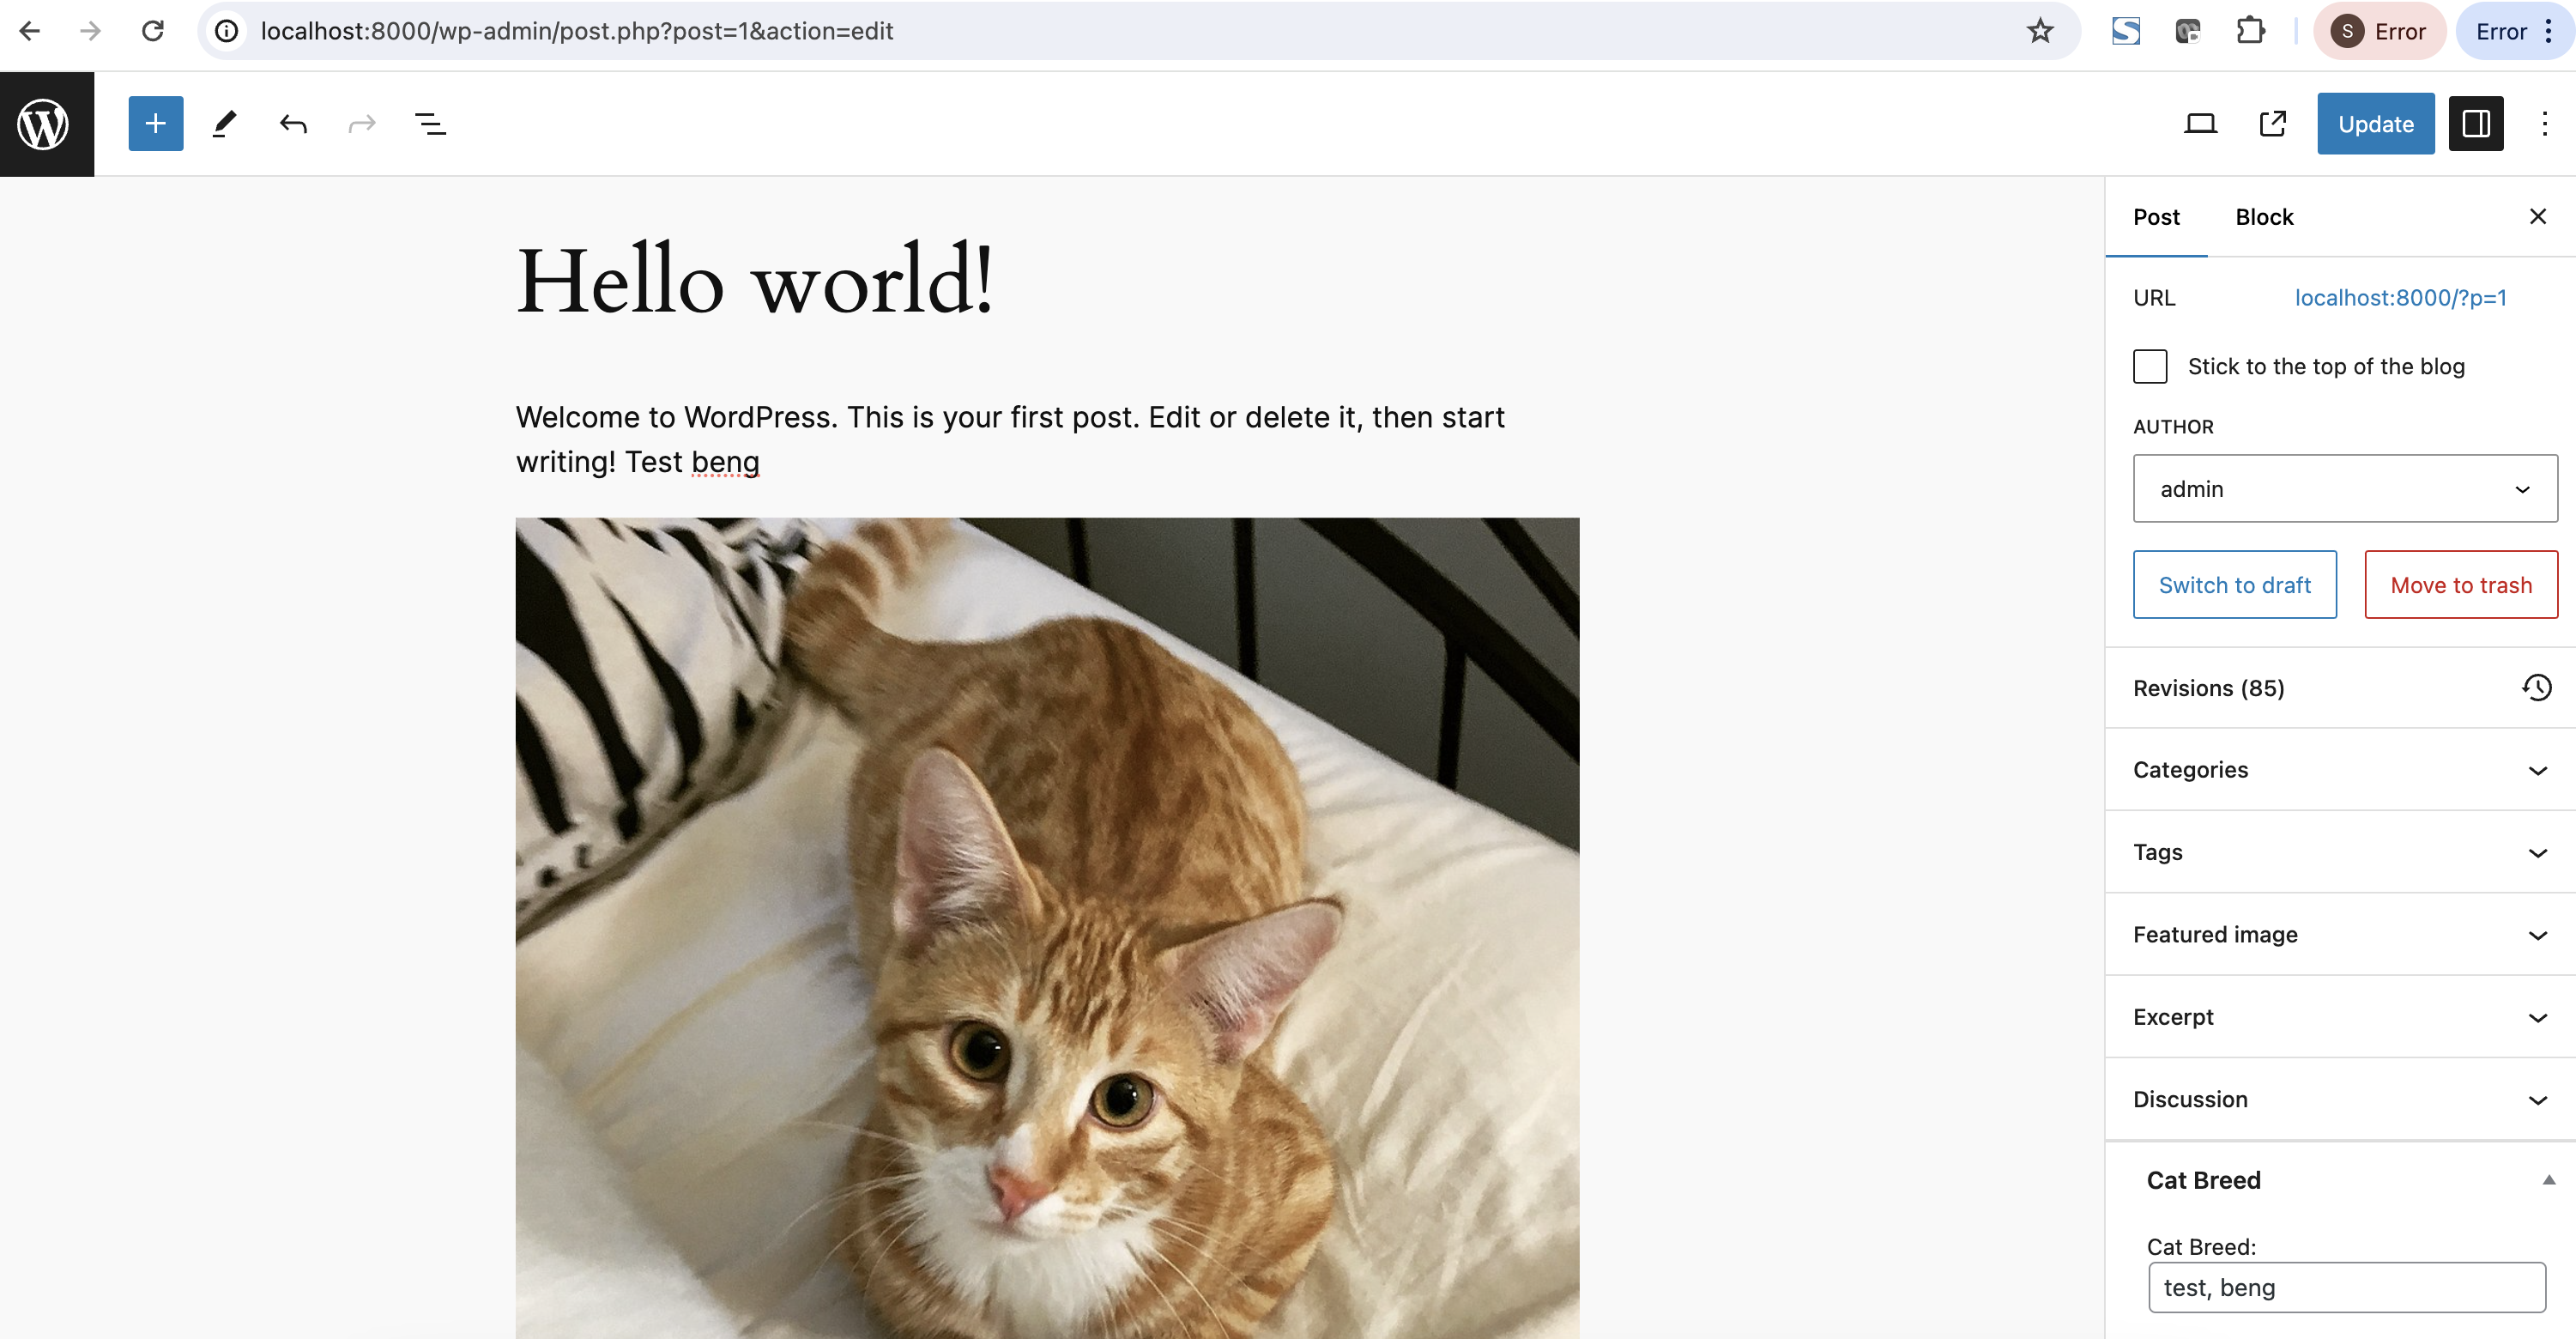 localhost:8000/wp-admin/post.php?post=1&action=edit
S Error
Error
Update
Hello world!
Welcome to WordPress. This is your first post. Edit or delete it, then start
writing! Test beng
Post
Block
URL
localhost:8000/?p=1
Stick to the top of the blog
AUTHOR
admin
Switch to draft
Move to trash
Revisions (85)
Categories
Tags
Featured image
Excerpt
Discussion
Cat Breed
Cat Breed:
test, beng